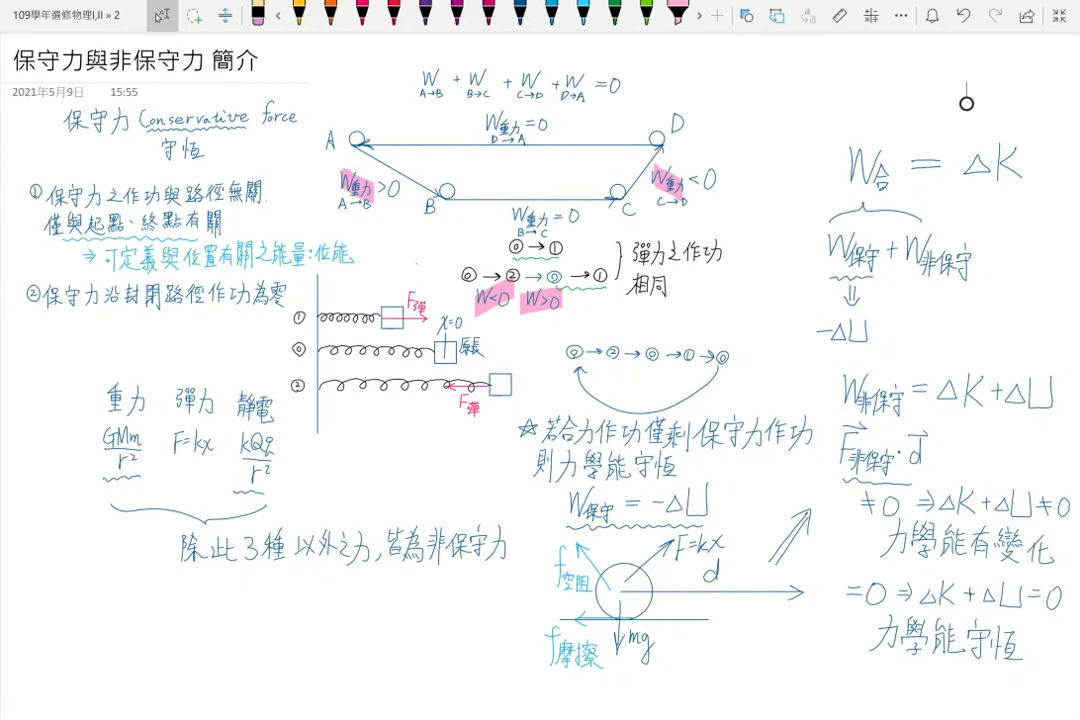 109學年選修物理I,II » 2
保守力與非保守力 簡介
2021年5月9日 15:55
保守力 Conservative force
守恆
①保守力之作功與路徑無關.
僅與起點、終點有關
⇒ 可定義與位置有關之能量:位能
②保守力沿封閉路徑作功為零
W A→B + W B→C + W C→D + W D→A = 0
W重力 D→A = 0
A
D
W重力 A→B > 0
W重力 C→D < 0
B
C
W重力 B→C = 0
⓪→①
⓪→②→⓪→①
W<0 W>0
彈力之作功
相同
① F彈
x=0
⓪ 原長
②
F彈
⓪→②→⓪→①→⓪
重力 彈力 靜電
GMm/r² F=kx kQq/r²
除此3種以外之力,皆為非保守力
☆若合力作功僅剩保守力作功
則力學能守恆
W保守 = -△U
f空阻
F=kx
d
f摩擦
mg
W合 = △K
W保守 + W非保守
⇓
-△U
W非保守 = △K+△U
F非保守 · d
≠0 ⇒ △K+△U≠0
力學能有變化
=0 ⇒ △K+△U=0
力學能守恆